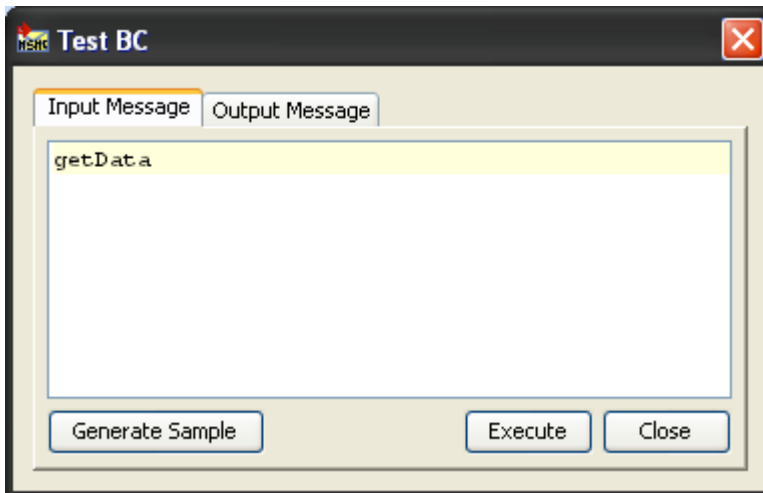 Test BC
Input Message Output Message
getData
Generate Sample Execute Close